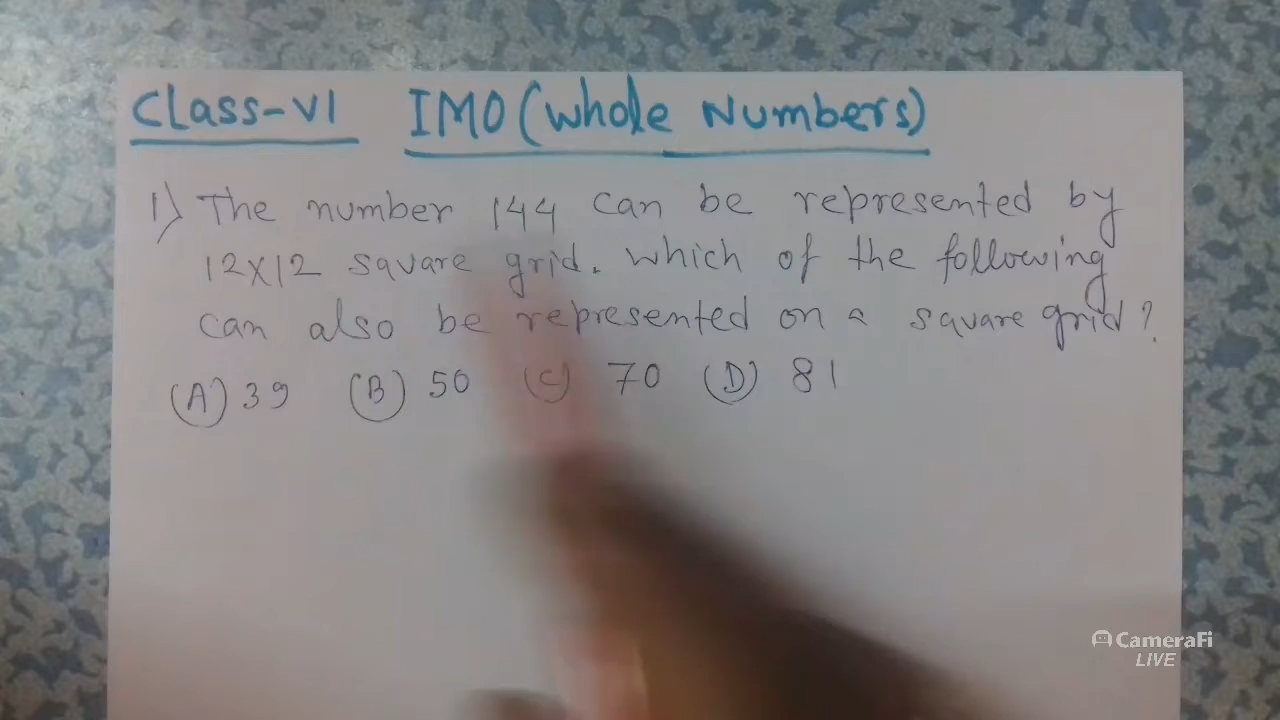 Class-VI IMO (Whole Numbers)
1) The number 144 can be represented by
12x12 square grid. Which of the following
can also be represented on a square grid?
(A) 39 (B) 50 (C) 70 (D) 81
CameraFi
LIVE